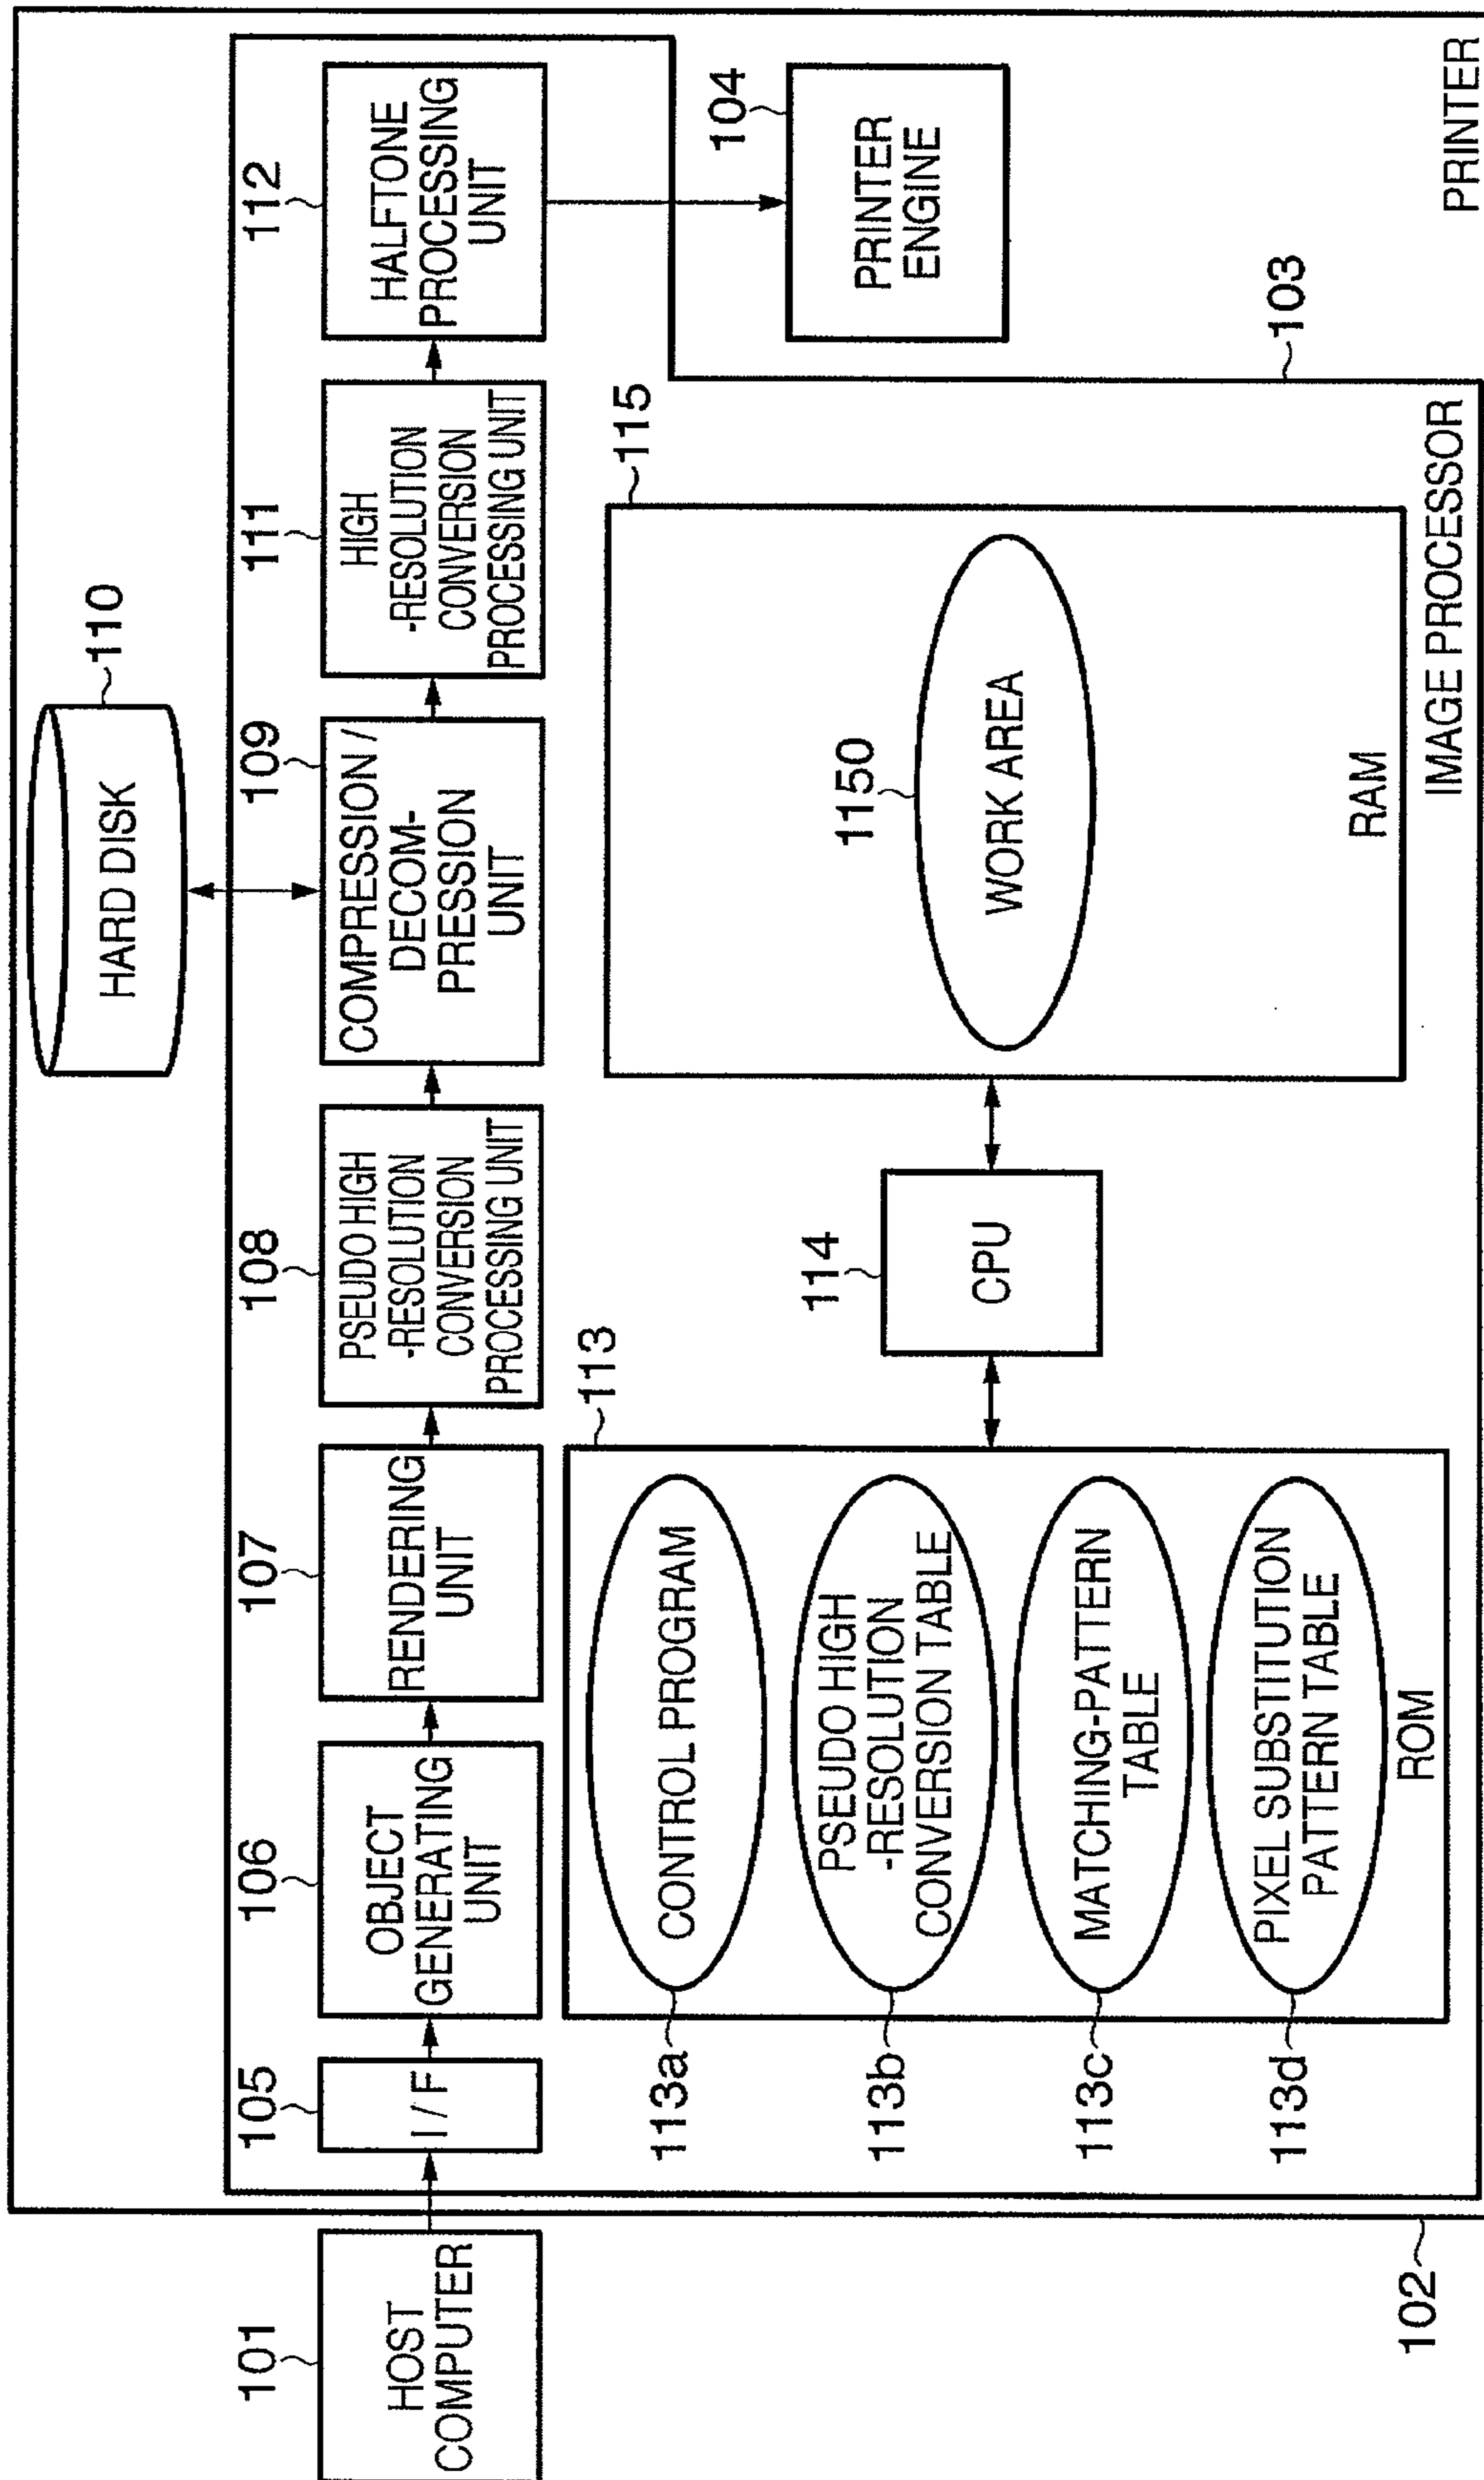 101
HOST
COMPUTER
102
PRINTER
103
IMAGE PROCESSOR
110
HARD DISK
105
I / F
106
OBJECT
GENERATING
UNIT
107
RENDERING
UNIT
108
PSEUDO HIGH
-RESOLUTION
CONVERSION
PROCESSING UNIT
109
COMPRESSION /
DECOM-
PRESSION
UNIT
111
HIGH
-RESOLUTION
CONVERSION
PROCESSING UNIT
112
HALFTONE
PROCESSING
UNIT
104
PRINTER
ENGINE
113
113a
CONTROL PROGRAM
113b
PSEUDO HIGH
-RESOLUTION
CONVERSION TABLE
113c
MATCHING-PATTERN
TABLE
113d
PIXEL SUBSTITUTION
PATTERN TABLE
ROM
114
CPU
115
1150
WORK AREA
RAM